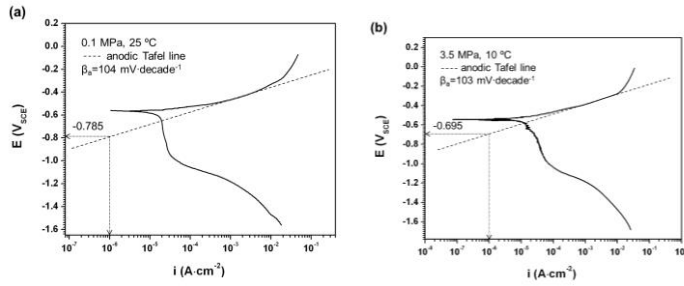 (a)
0.1 MPa, 25 ºC
anodic Tafel line
βa=104 mV·decade⁻¹
-0.785
E (VSCE)
0.2
0.0
-0.2
-0.4
-0.6
-0.8
-1.0
-1.2
-1.4
-1.6
10⁻⁷ 10⁻⁶ 10⁻⁵ 10⁻⁴ 10⁻³ 10⁻² 10⁻¹
i (A·cm⁻²)
(b)
3.5 MPa, 10 ºC
anodic Tafel line
βa=103 mV·decade⁻¹
-0.695
E (VSCE)
0.2
0.0
-0.2
-0.4
-0.6
-0.8
-1.0
-1.2
-1.4
-1.6
10⁻⁸ 10⁻⁷ 10⁻⁶ 10⁻⁵ 10⁻⁴ 10⁻³ 10⁻² 10⁻¹ 10⁰
i (A·cm⁻²)